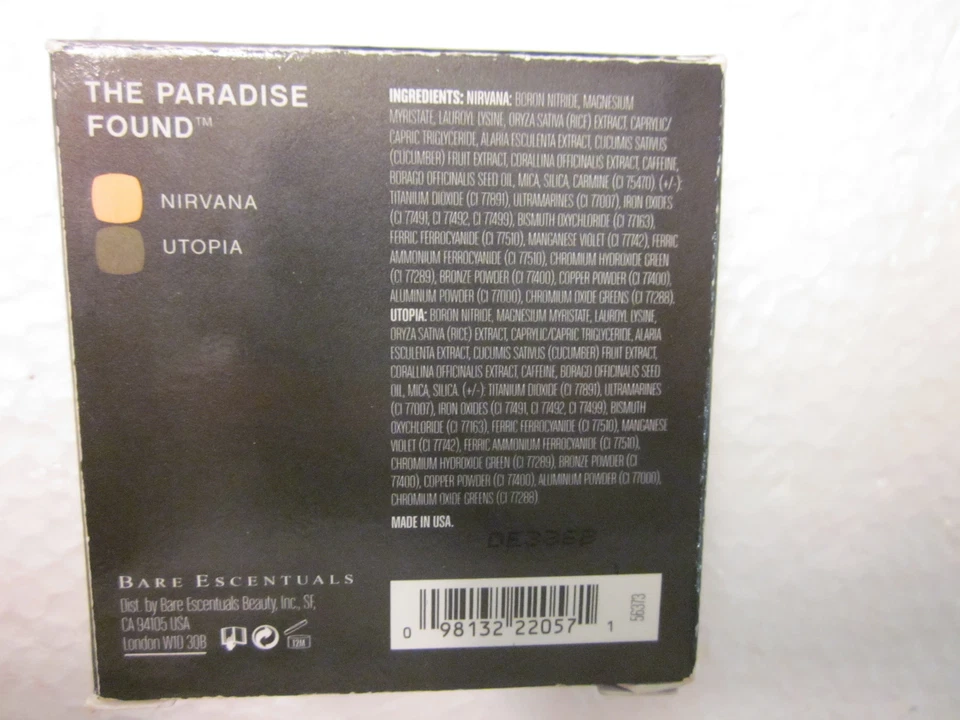 THE PARADISE
FOUND™
NIRVANA
UTOPIA
INGREDIENTS: NIRVANA: BORON NITRIDE, MAGNESIUM
MYRISTATE, LAUROYL LYSINE, ORYZA SATIVA (RICE) EXTRACT, CAPRYLIC/
CAPRIC TRIGLYCERIDE, ALARIA ESCULENTA EXTRACT, CUCUMIS SATIVUS
(CUCUMBER) FRUIT EXTRACT, CORALLINA OFFICINALIS EXTRACT, CAFFEINE,
BORAGO OFFICINALIS SEED OIL, MICA, SILICA, CARMINE (CI 75470). (+/-):
TITANIUM DIOXIDE (CI 77891), ULTRAMARINES (CI 77007), IRON OXIDES
(CI 77491, CI 77492, CI 77499), BISMUTH OXYCHLORIDE (CI 77163),
FERRIC FERROCYANIDE (CI 77510), MANGANESE VIOLET (CI 77742), FERRIC
AMMONIUM FERROCYANIDE (CI 77510), CHROMIUM HYDROXIDE GREEN
(CI 77289), BRONZE POWDER (CI 77400), COPPER POWDER (CI 77400),
ALUMINUM POWDER (CI 77000), CHROMIUM OXIDE GREENS (CI 77288).
UTOPIA: BORON NITRIDE, MAGNESIUM MYRISTATE, LAUROYL LYSINE,
ORYZA SATIVA (RICE) EXTRACT, CAPRYLIC/CAPRIC TRIGLYCERIDE, ALARIA
ESCULENTA EXTRACT, CUCUMIS SATIVUS (CUCUMBER) FRUIT EXTRACT,
CORALLINA OFFICINALIS EXTRACT, CAFFEINE, BORAGO OFFICINALIS SEED
OIL, MICA, SILICA. (+/-): TITANIUM DIOXIDE (CI 77891), ULTRAMARINES
(CI 77007), IRON OXIDES (CI 77491, CI 77492, CI 77499), BISMUTH
OXYCHLORIDE (CI 77163), FERRIC FERROCYANIDE (CI 77510), MANGANESE
VIOLET (CI 77742), FERRIC AMMONIUM FERROCYANIDE (CI 77510),
CHROMIUM HYDROXIDE GREEN (CI 77289), BRONZE POWDER (CI
77400), COPPER POWDER (CI 77400), ALUMINUM POWDER (CI 77000),
CHROMIUM OXIDE GREENS (CI 77288)
MADE IN USA.
BARE ESCENTUALS
Dist. by Bare Escentuals Beauty, Inc., SF,
CA 94105 USA
London W1D 3QB
12M
0 98132 22057 1
56373